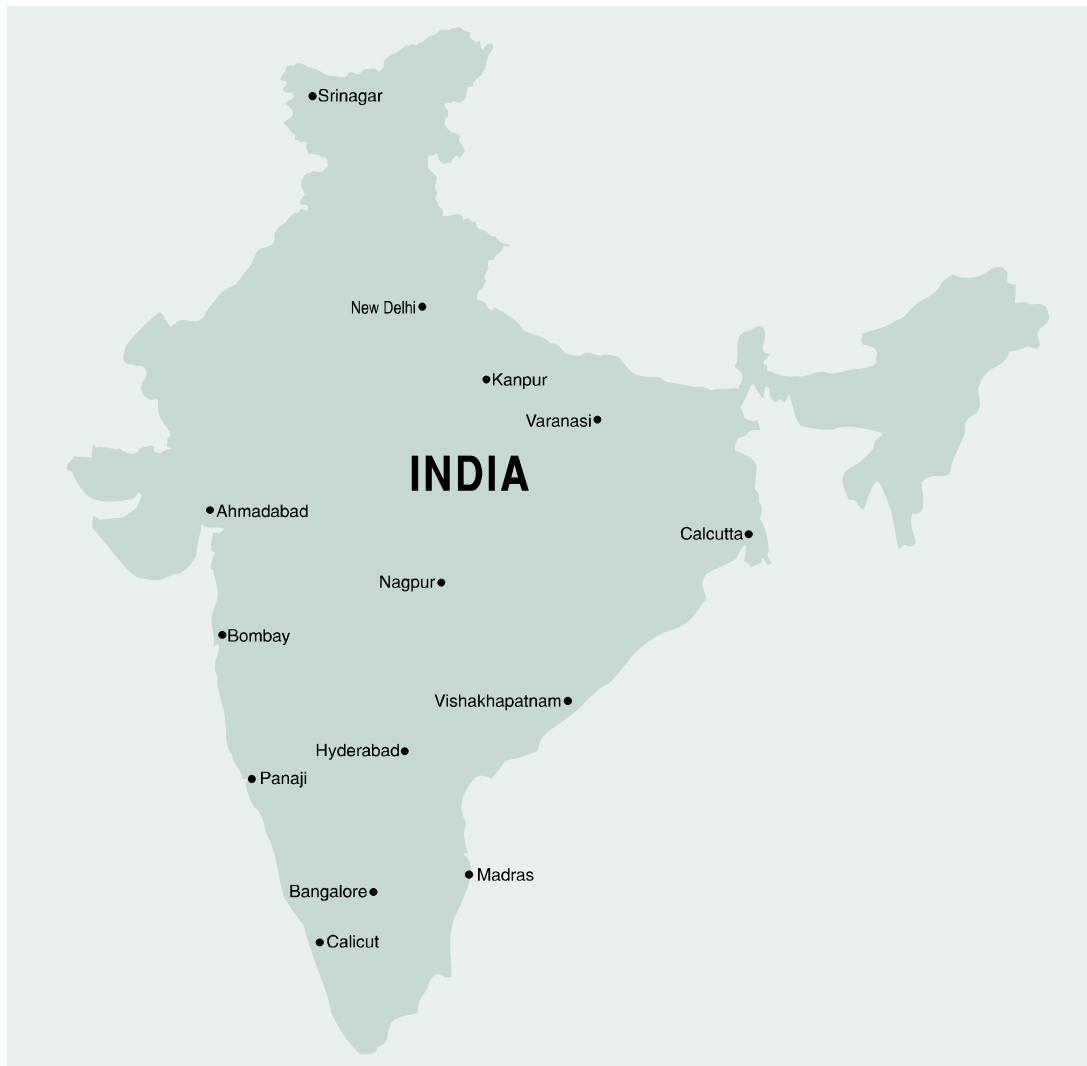 Srinagar
New Delhi
Kanpur
Varanasi
INDIA
Ahmadabad
Calcutta
Nagpur
Bombay
Vishakhapatnam
Hyderabad
Panaji
Madras
Bangalore
Calicut